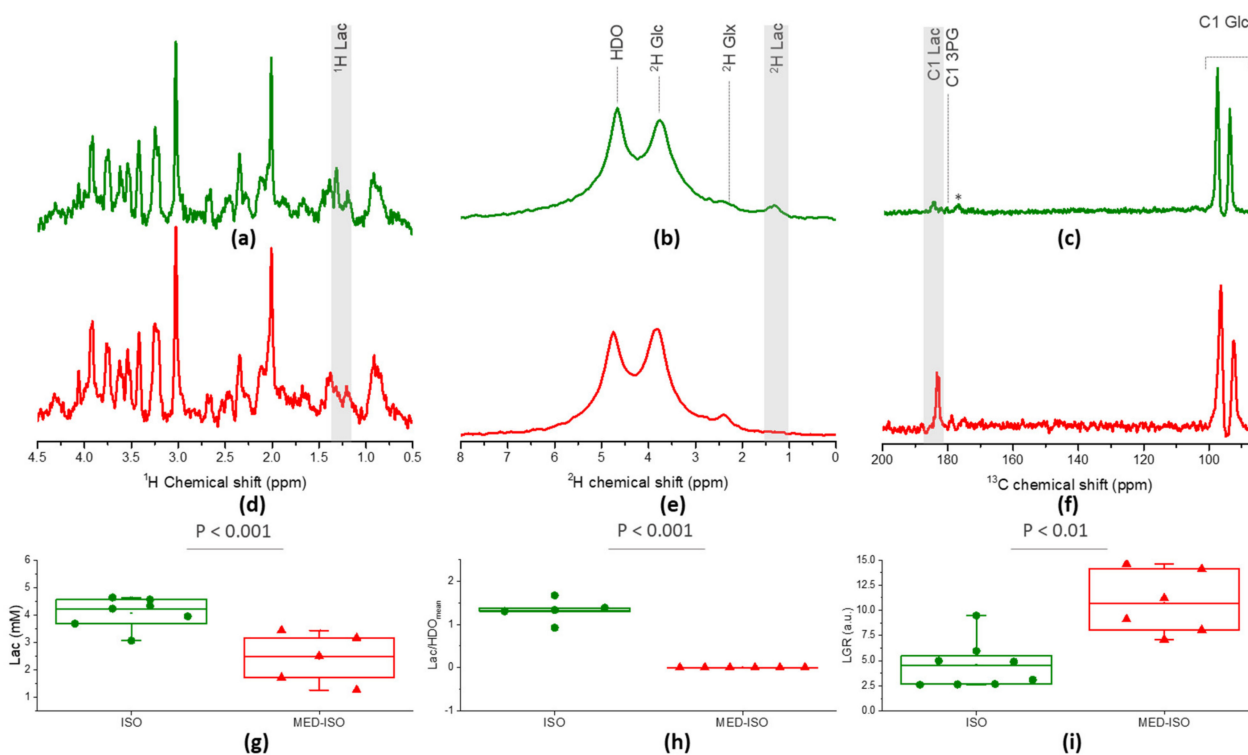 ¹H Lac
HDO
²H Glc
²H Glx
²H Lac
C1 Lac
C1 3PG
C1 Glc
*
(a)
(b)
(c)
4.5 4.0 3.5 3.0 2.5 2.0 1.5 1.0 0.5
¹H Chemical shift (ppm)
8 7 6 5 4 3 2 1 0
²H chemical shift (ppm)
200 180 160 140 120 100
¹³C chemical shift (ppm)
(d)
(e)
(f)
P < 0.001
P < 0.001
P < 0.01
6
5
4
3
2
1
Lac (mM)
ISO MED-ISO
2
1
0
Lac/HDOmean
ISO MED-ISO
15.0
12.5
10.0
7.5
5.0
2.5
0.0
LGR (a.u.)
ISO MED-ISO
(g)
(h)
(i)